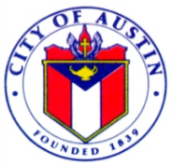 CITY OF AUSTIN
FOUNDED 1839